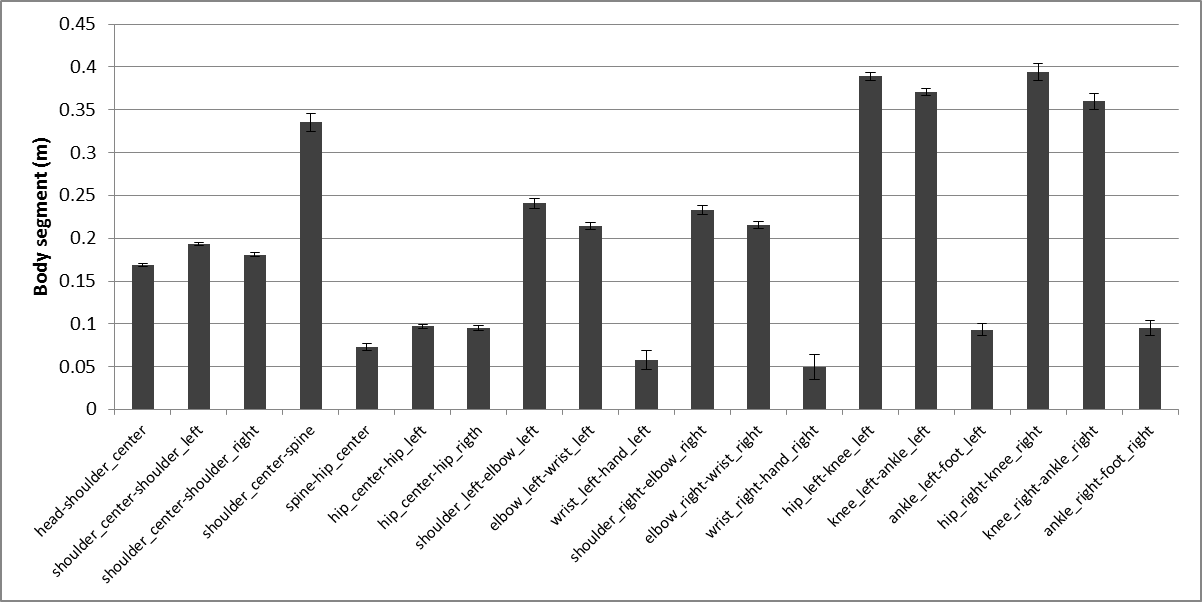 0.45
0.4
0.35
0.3
0.25
0.2
0.15
0.1
0.05
0
Body segment (m)
head-shoulder_center
shoulder_center-shoulder_left
shoulder_center-shoulder_right
shoulder_center-spine
spine-hip_center
hip_center-hip_left
hip_center-hip_rigth
shoulder_left-elbow_left
elbow_left-wrist_left
wrist_left-hand_left
shoulder_right-elbow_right
elbow_right-wrist_right
wrist_right-hand_right
hip_left-knee_left
knee_left-ankle_left
ankle_left-foot_left
hip_right-knee_right
knee_right-ankle_right
ankle_right-foot_right